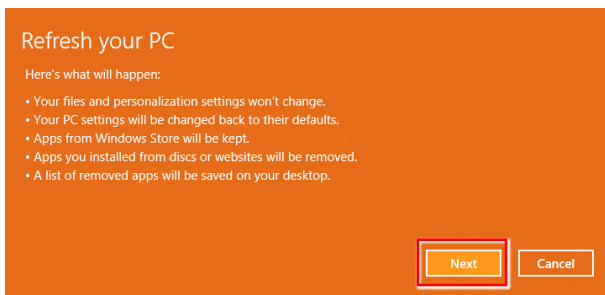 Refresh your PC
Here's what will happen:
• Your files and personalization settings won't change.
• Your PC settings will be changed back to their defaults.
• Apps from Windows Store will be kept.
• Apps you installed from discs or websites will be removed.
• A list of removed apps will be saved on your desktop.
Next Cancel